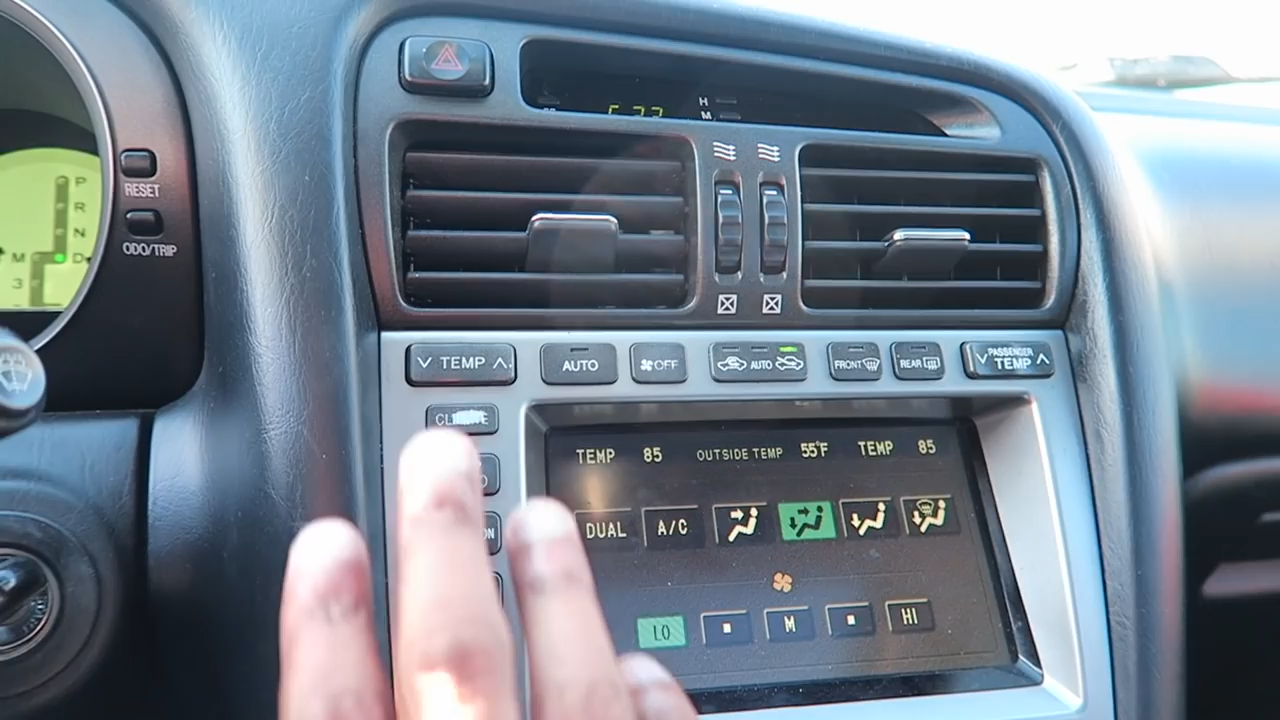 H
M
RESET
ODO/TRIP
P
R
N
M D
3
TEMP
AUTO
OFF
AUTO
FRONT
REAR
PASSENGER
TEMP
TEMP 85 OUTSIDE TEMP 55°F TEMP 85
DUAL A/C
LO M HI